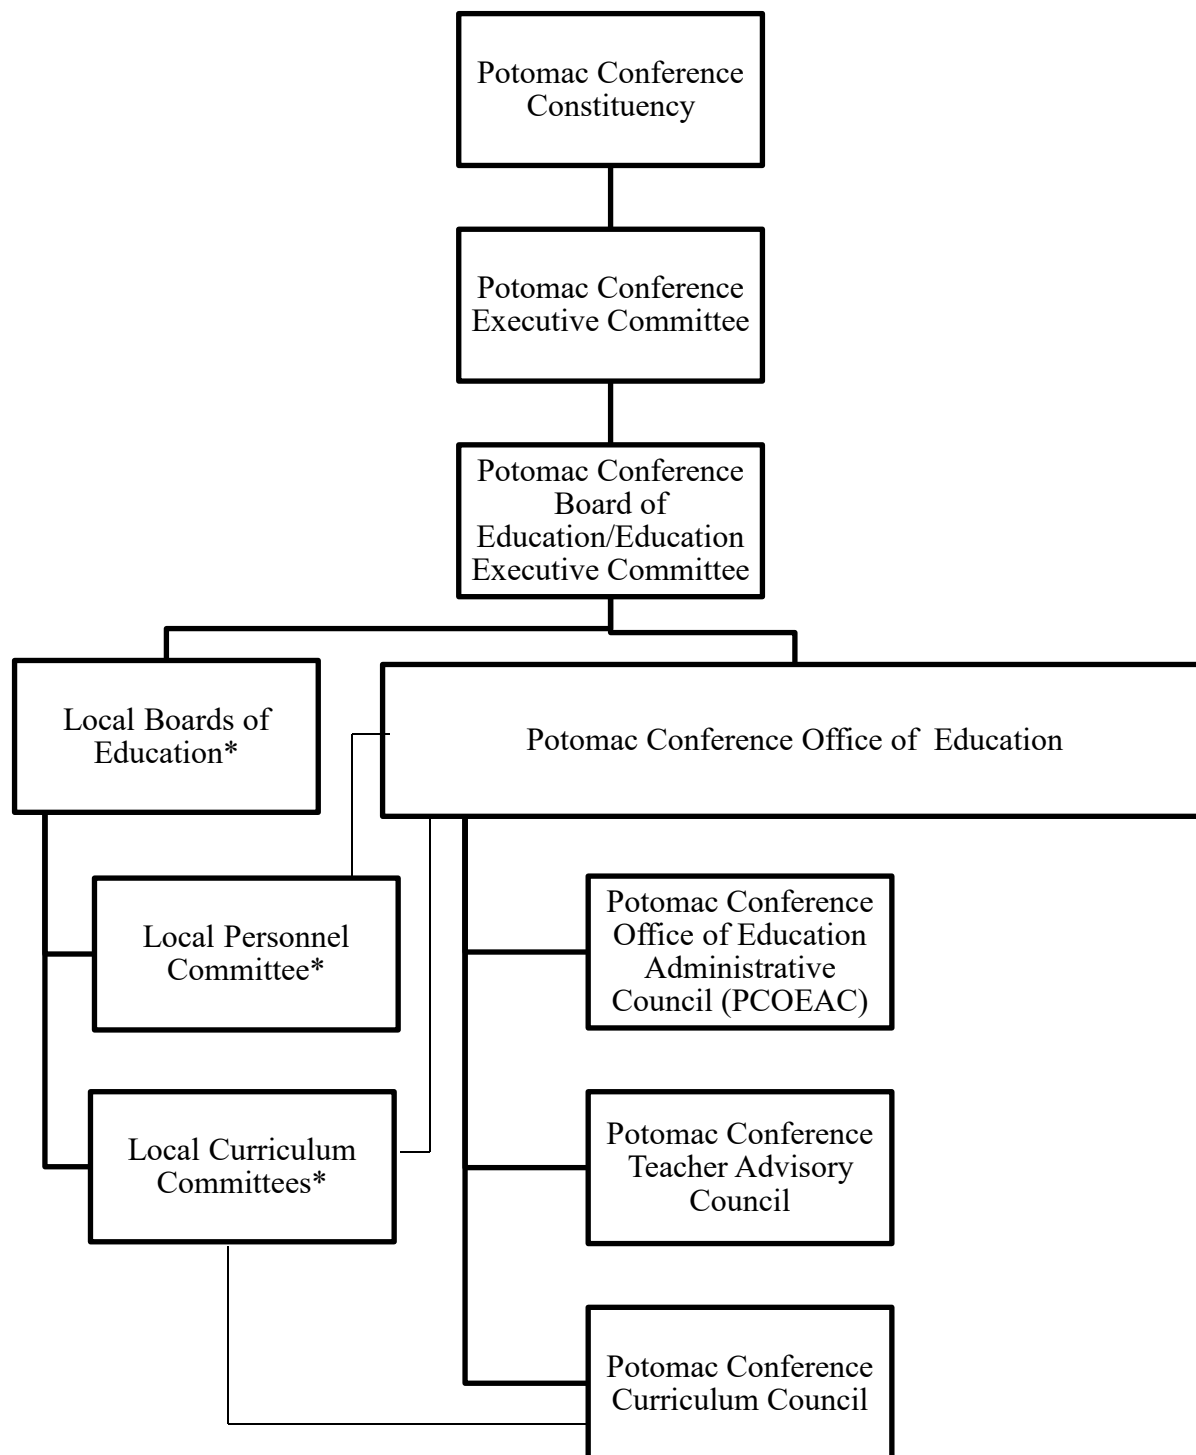 Potomac Conference
Constituency
Potomac Conference
Executive Committee
Potomac Conference
Board of
Education/Education
Executive Committee
Local Boards of
Education*
Potomac Conference Office of  Education
Local Personnel
Committee*
Potomac Conference
Office of Education
Administrative
Council (PCOEAC)
Local Curriculum
Committees*
Potomac Conference
Teacher Advisory
Council
Potomac Conference
Curriculum Council